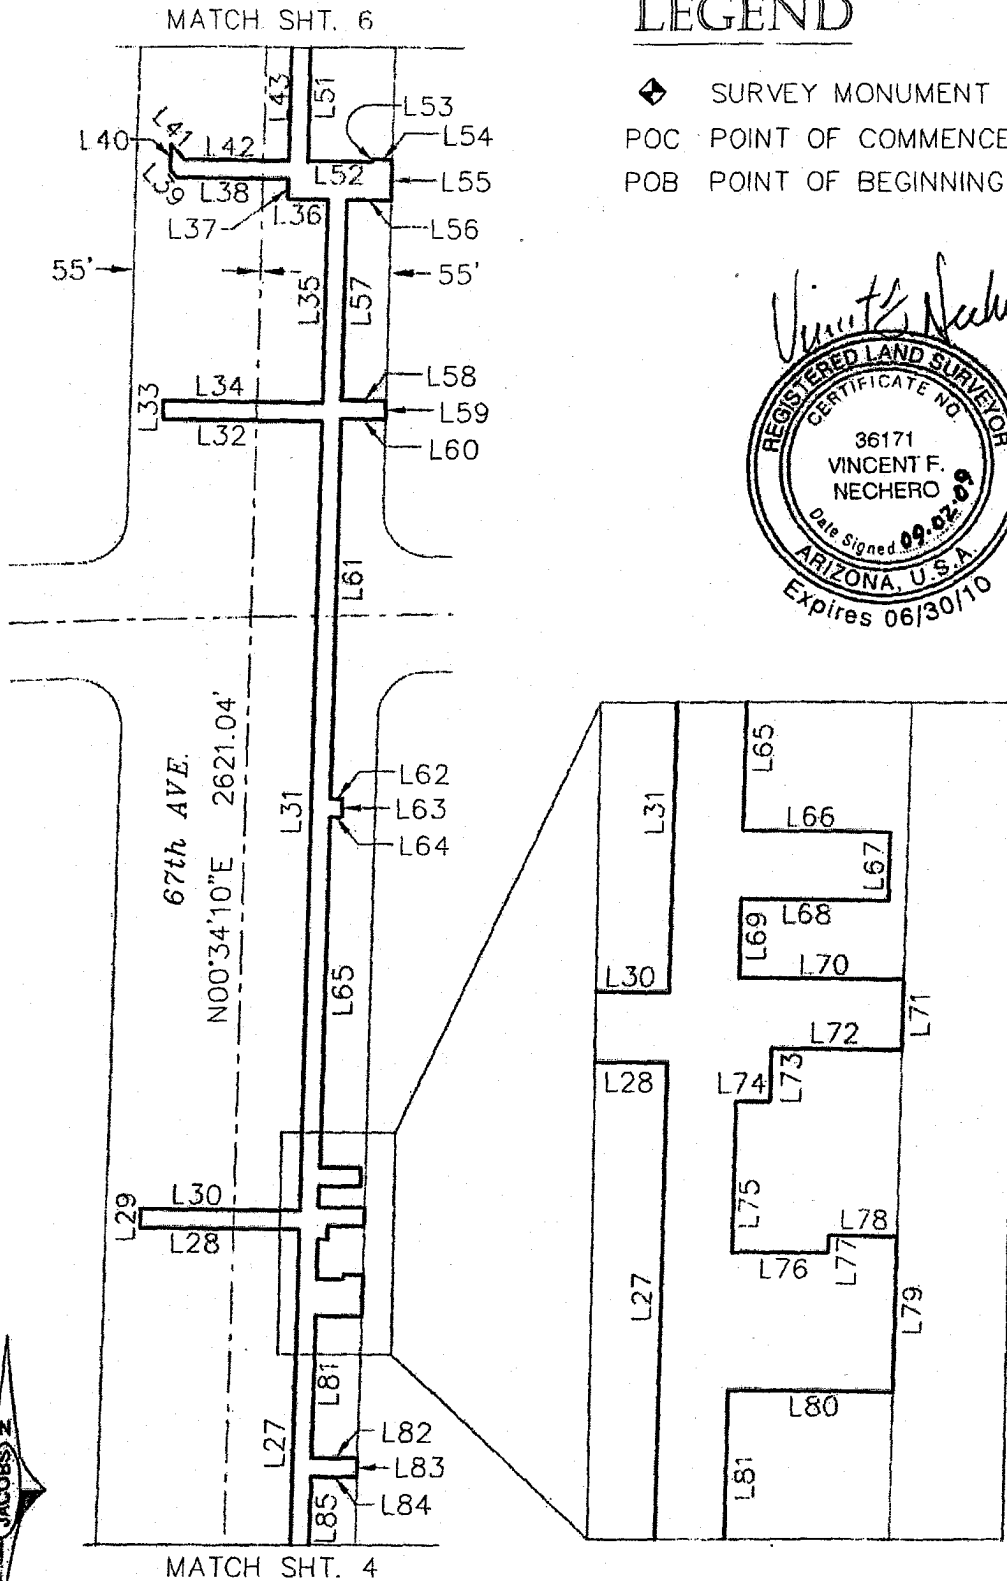 MATCH SHT. 6
LEGEND
SURVEY MONUMENT
POC POINT OF COMMENCE
POB POINT OF BEGINNING
L43
L51
L53
L54
L40
L41
L42
L52
L55
L39
L38
L36
L37
L56
55'
55'
L35
L57
L58
L33
L34
L59
L32
L60
REGISTERED LAND SURVEYOR
CERTIFICATE NO.
36171
VINCENT F.
NECHERO
Date Signed 09.02.09
ARIZONA, U.S.A.
Expires 06/30/10
L61
67th AVE.
N00°34'10"E 2621.04'
L31
L62
L63
L64
L65
L30
L29
L28
L81
L27
L82
L83
L84
L85
L65
L31
L66
L67
L68
L69
L30
L70
L71
L72
L28
L74
L73
L75
L78
L76
L77
L27
L79
L80
L81
JACOBS
N
MATCH SHT. 4